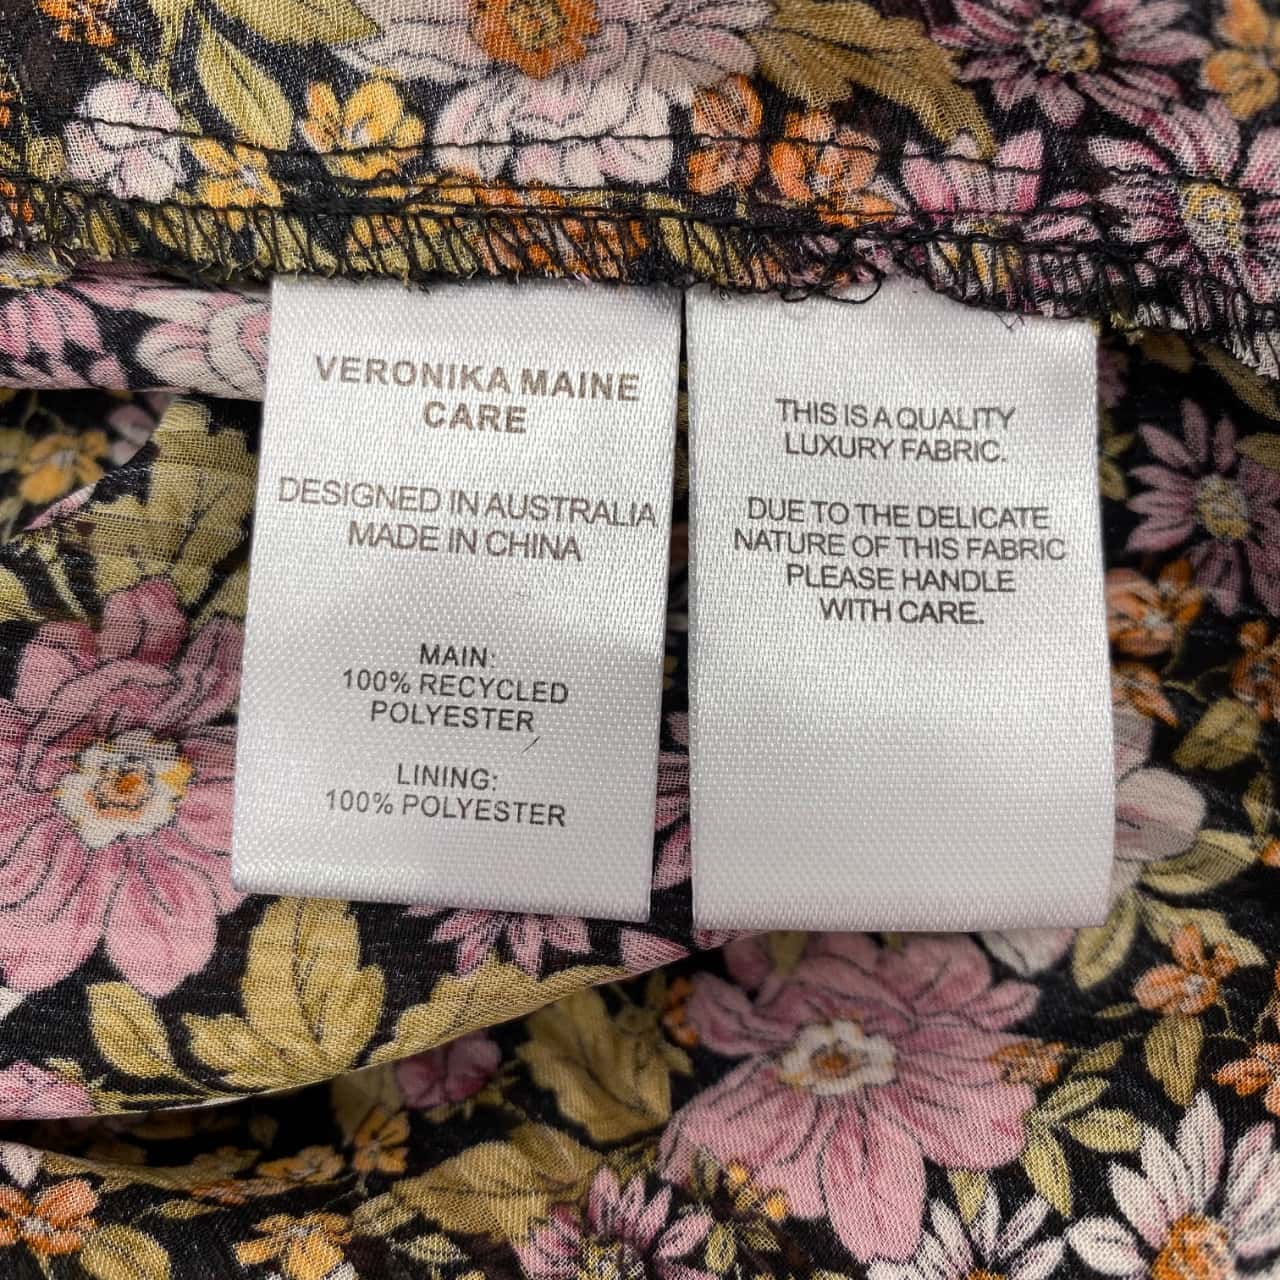 VERONIKA MAINE
CARE
DESIGNED IN AUSTRALIA
MADE IN CHINA
MAIN:
100% RECYCLED
POLYESTER
LINING:
100% POLYESTER
THIS IS A QUALITY
LUXURY FABRIC.
DUE TO THE DELICATE
NATURE OF THIS FABRIC
PLEASE HANDLE
WITH CARE.